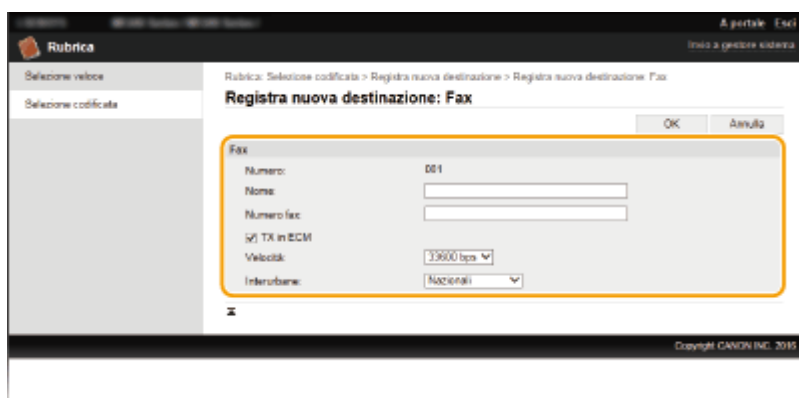 A portale Esci
Rubrica
Invio a gestore sistema
Selezione veloce
Selezione codificata
Rubrica: Selezione codificata > Registra nuova destinazione > Registra nuova destinazione: Fax
Registra nuova destinazione: Fax
OK Annulla
Fax
Numero: 001
Nome:
Numero fax:
TX in ECM
Velocità: 33600 bps
Interurbane: Nazionali
Copyright CANON INC. 2016